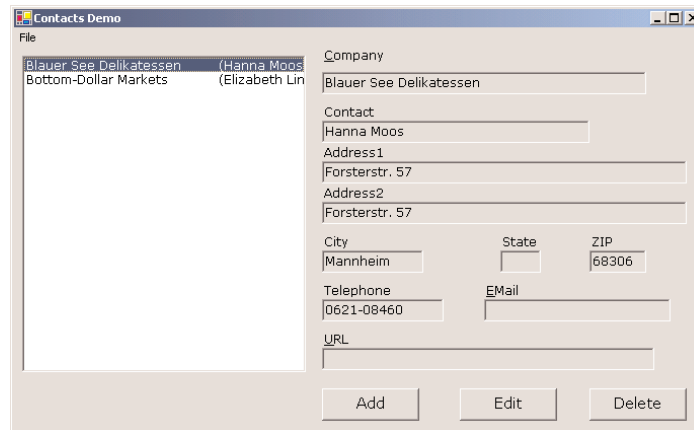 Contacts Demo
File
Blauer See Delikatessen (Hanna Moos
Bottom-Dollar Markets (Elizabeth Lin
Company
Blauer See Delikatessen
Contact
Hanna Moos
Address1
Forsterstr. 57
Address2
Forsterstr. 57
City State ZIP
Mannheim 68306
Telephone EMail
0621-08460
URL
Add Edit Delete